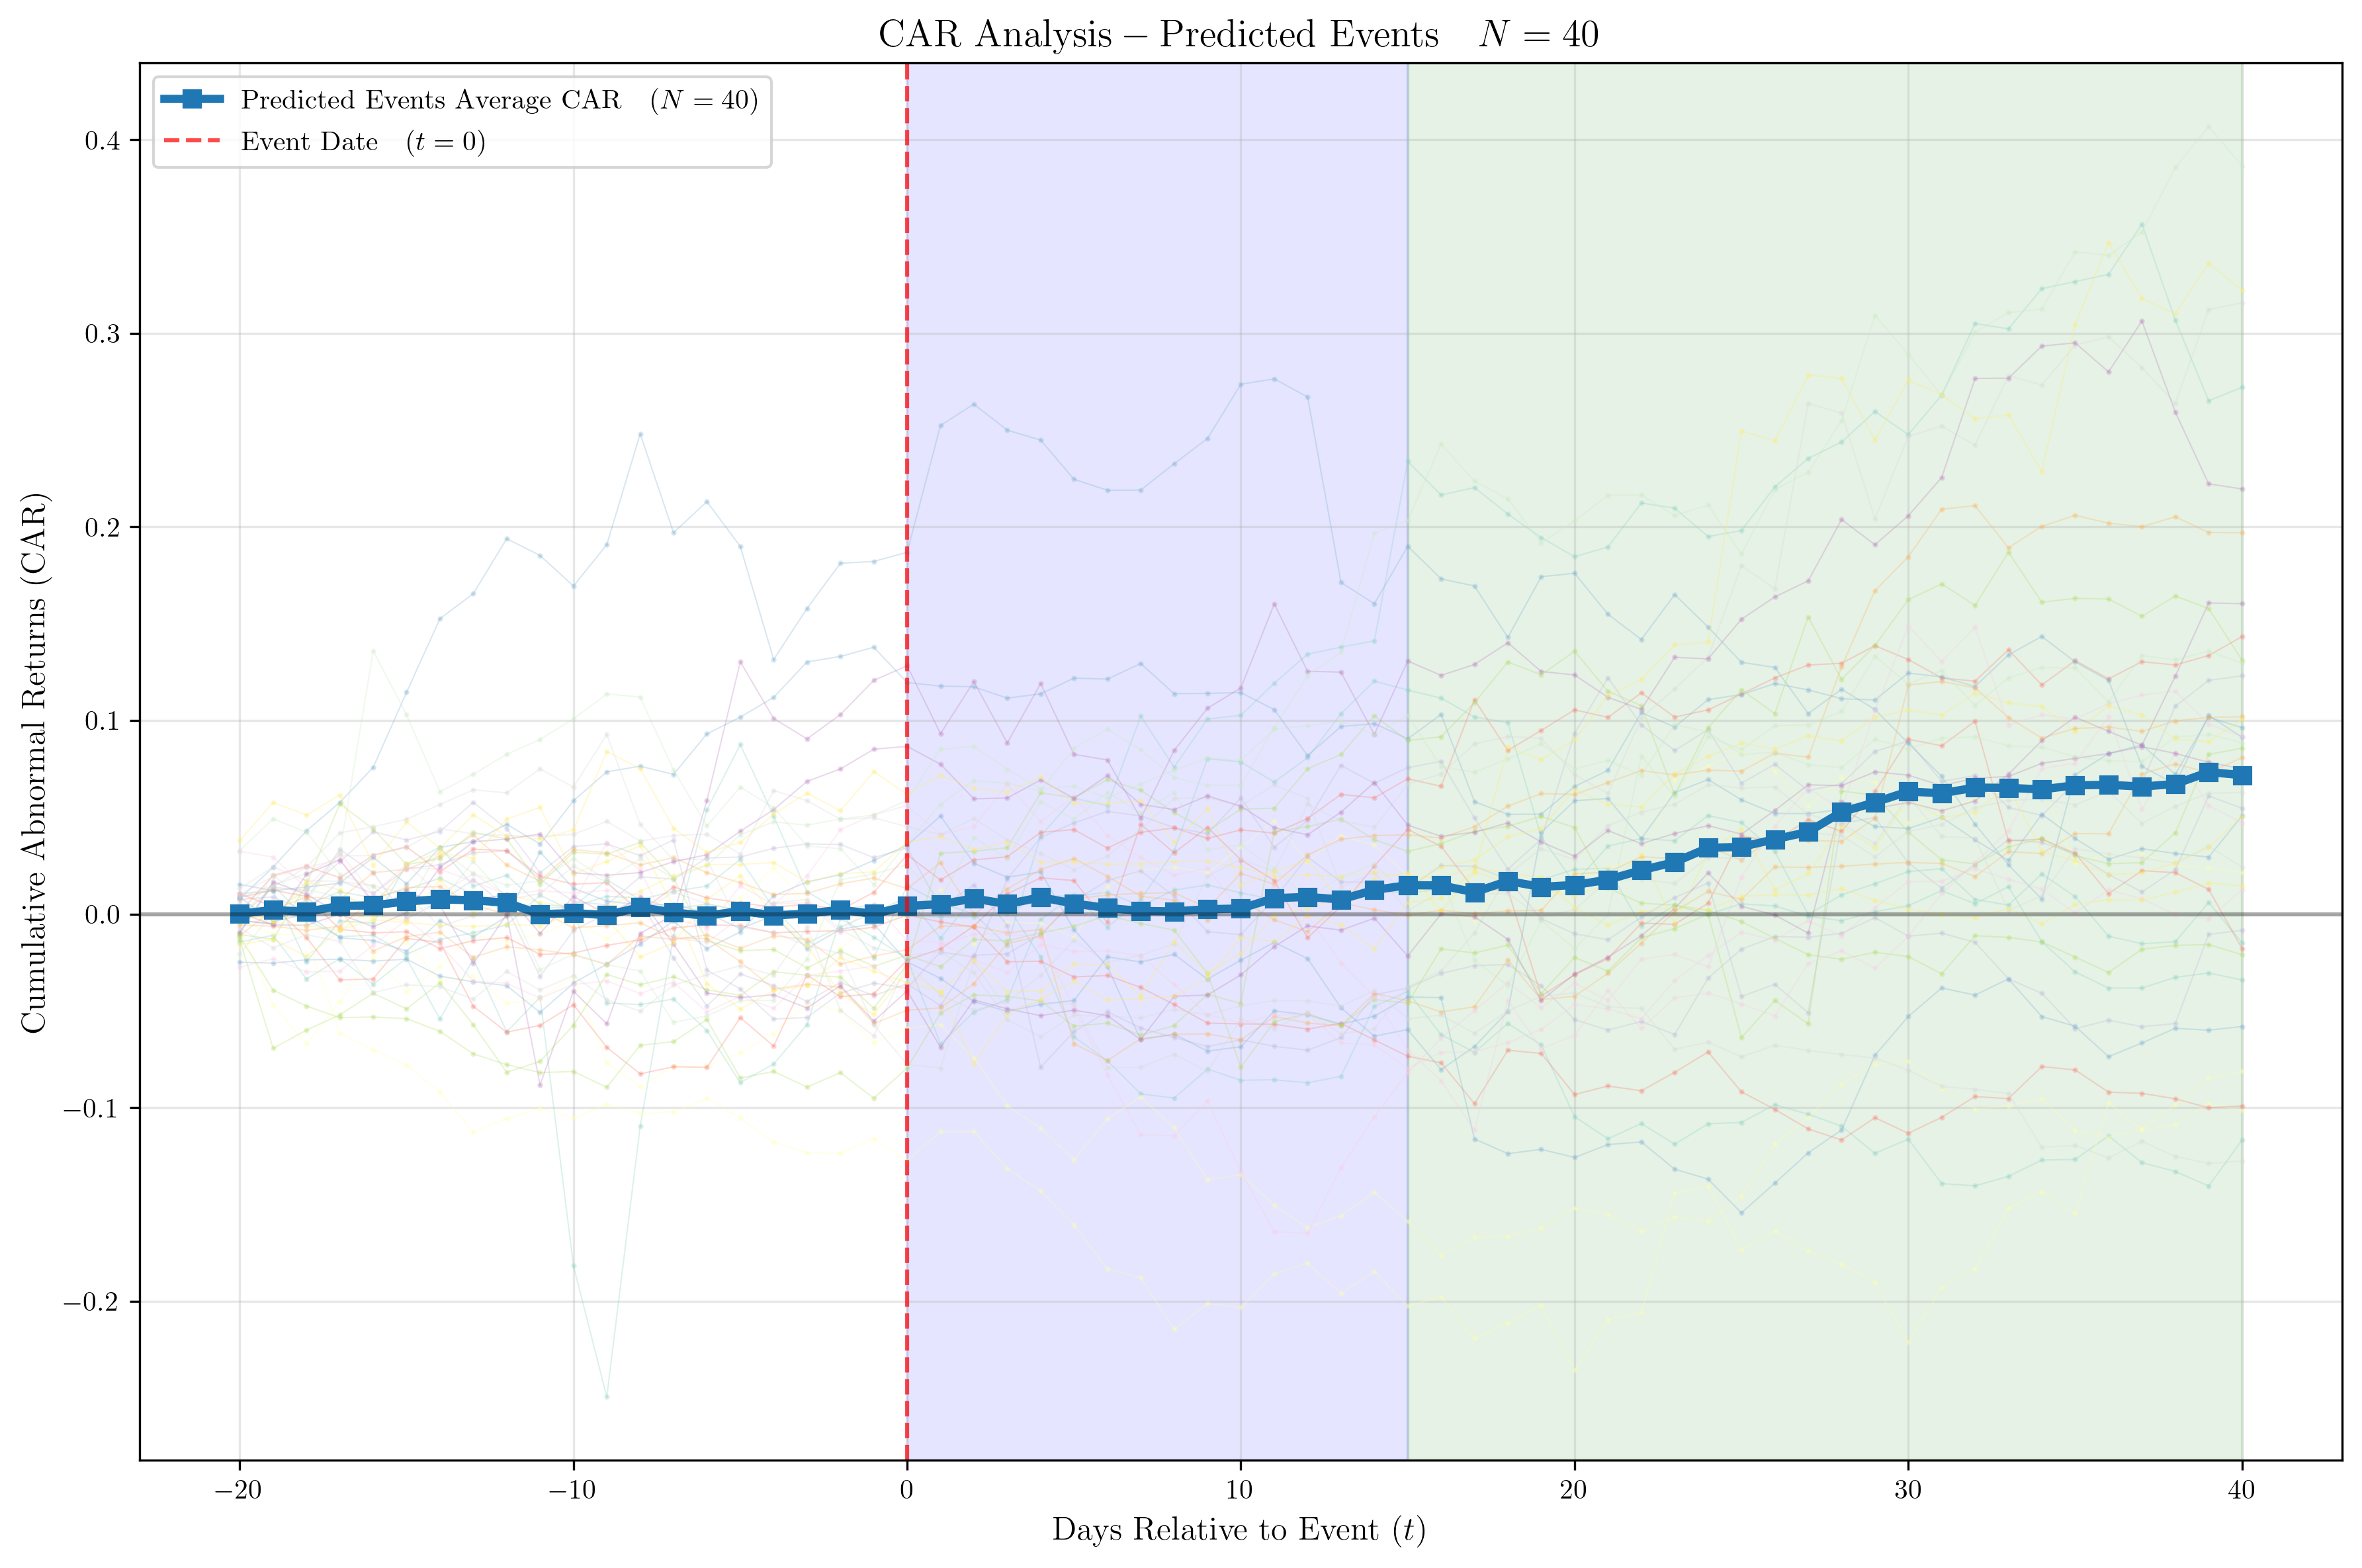 CAR Analysis – Predicted Events N = 40
Predicted Events Average CAR (N = 40)
Event Date (t = 0)
Cumulative Abnormal Returns (CAR)
0.4
0.3
0.2
0.1
0.0
−0.1
−0.2
−20
−10
0
10
20
30
40
Days Relative to Event (t)